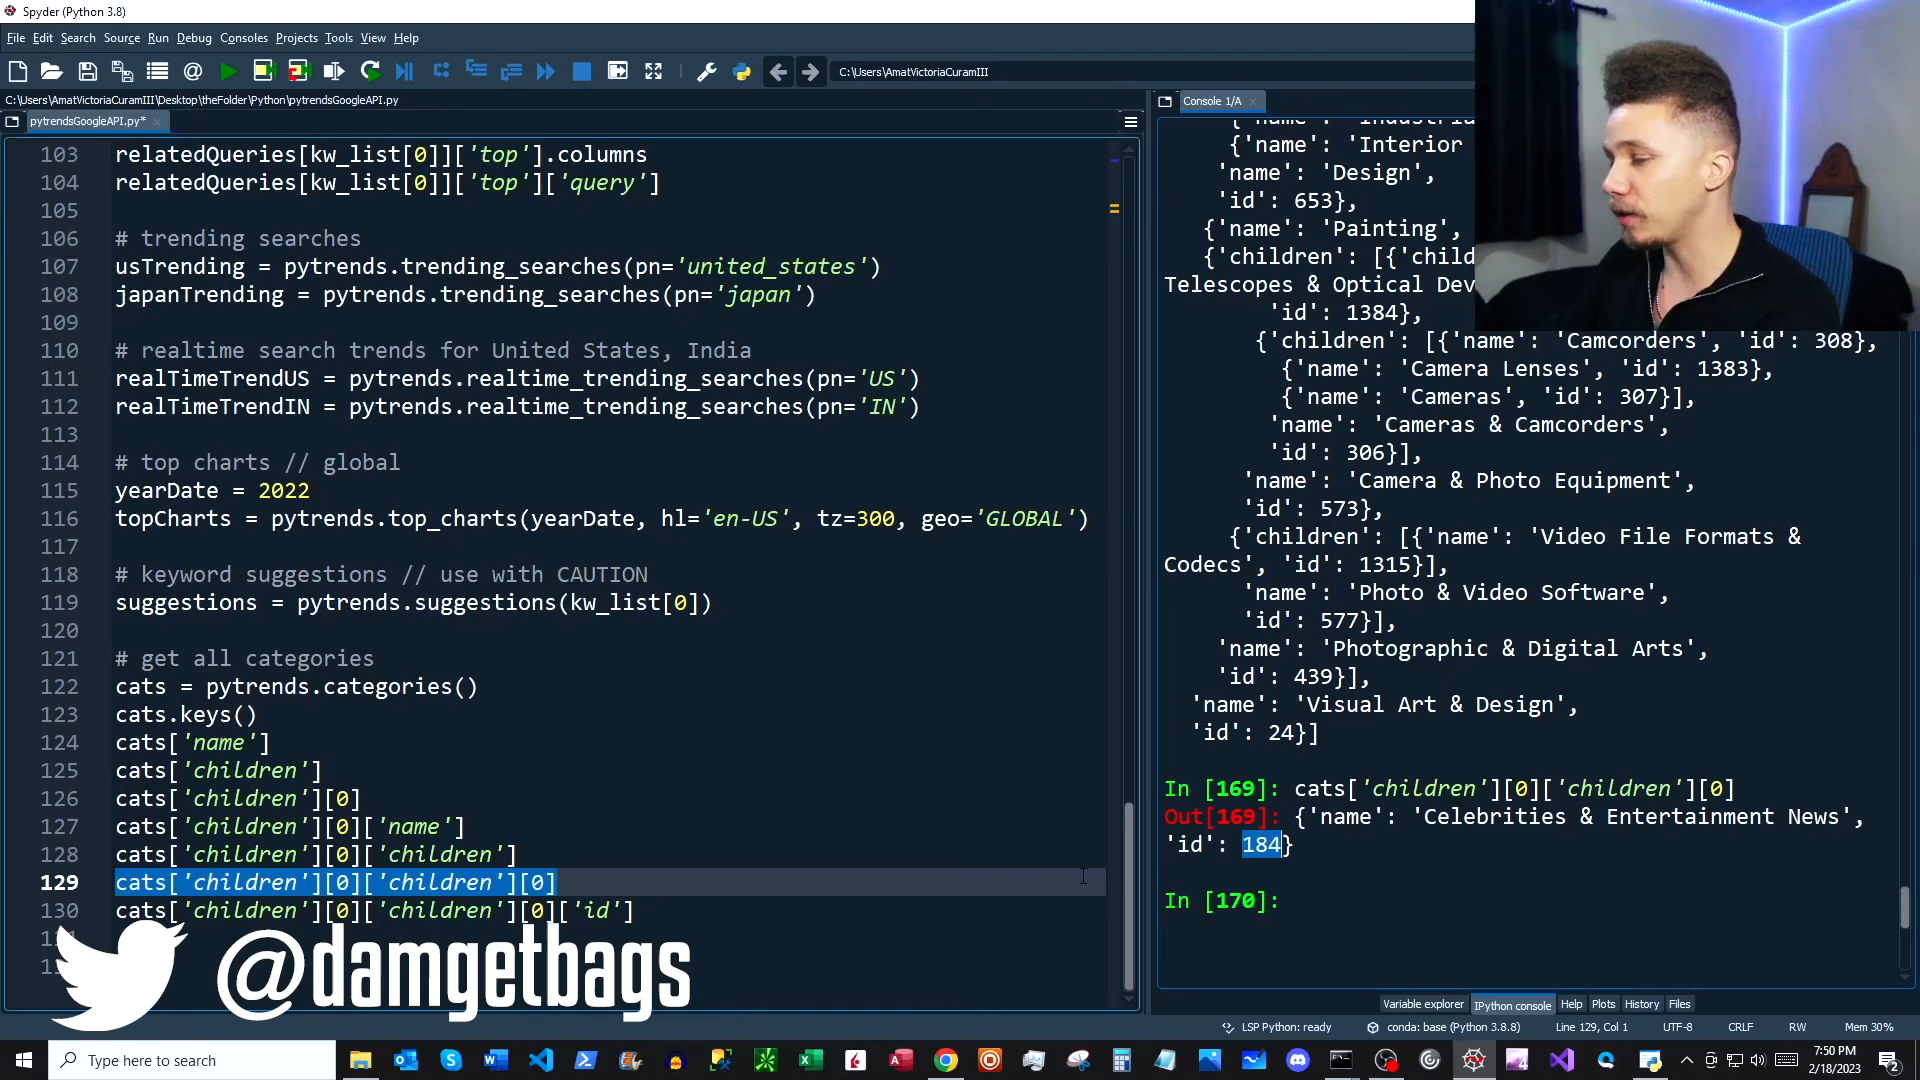 Spyder (Python 3.8)
File Edit Search Source Run Debug Consoles Projects Tools View Help
C:\Users\AmatVictoriaCuramIII
C:\Users\AmatVictoriaCuramIII\Desktop\theFolder\Python\pytrendsGoogleAPI.py
pytrendsGoogleAPI.py*
103 relatedQueries[kw_list[0]]['top'].columns
104 relatedQueries[kw_list[0]]['top']['query']
105
106 # trending searches
107 usTrending = pytrends.trending_searches(pn='united_states')
108 japanTrending = pytrends.trending_searches(pn='japan')
109
110 # realtime search trends for United States, India
111 realTimeTrendUS = pytrends.realtime_trending_searches(pn='US')
112 realTimeTrendIN = pytrends.realtime_trending_searches(pn='IN')
113
114 # top charts // global
115 yearDate = 2022
116 topCharts = pytrends.top_charts(yearDate, hl='en-US', tz=300, geo='GLOBAL')
117
118 # keyword suggestions // use with CAUTION
119 suggestions = pytrends.suggestions(kw_list[0])
120
121 # get all categories
122 cats = pytrends.categories()
123 cats.keys()
124 cats['name']
125 cats['children']
126 cats['children'][0]
127 cats['children'][0]['name']
128 cats['children'][0]['children']
129 cats['children'][0]['children'][0]
130 cats['children'][0]['children'][0]['id']
@damgetbags
Console 1/A
{'name': 'Industria
{'name': 'Interior
'name': 'Design',
'id': 653},
{'name': 'Painting',
{'children': [{'child
Telescopes & Optical Dev
'id': 1384},
{'children': [{'name': 'Camcorders', 'id': 308},
{'name': 'Camera Lenses', 'id': 1383},
{'name': 'Cameras', 'id': 307}],
'name': 'Cameras & Camcorders',
'id': 306}],
'name': 'Camera & Photo Equipment',
'id': 573},
{'children': [{'name': 'Video File Formats &
Codecs', 'id': 1315}],
'name': 'Photo & Video Software',
'id': 577}],
'name': 'Photographic & Digital Arts',
'id': 439}],
'name': 'Visual Art & Design',
'id': 24}]
In [169]: cats['children'][0]['children'][0]
Out[169]: {'name': 'Celebrities & Entertainment News',
'id': 184}
In [170]:
Variable explorer IPython console Help Plots History Files
LSP Python: ready conda: base (Python 3.8.8) Line 129, Col 1 UTF-8 CRLF RW Mem 30%
Type here to search
7:50 PM
2/18/2023
2